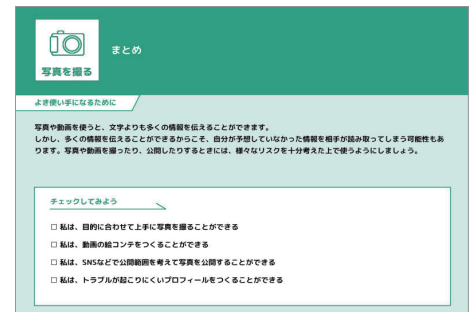 まとめ
写真を撮る
よき使い手になるために
写真や動画を使うと、文字よりも多くの情報を伝えることができます。
しかし、多くの情報を伝えることができるからこそ、自分が予想していなかった情報を相手が読み取ってしまう可能性もあ
ります。写真や動画を撮ったり、公開したりするときには、様々なリスクを十分考えた上で使うようにしましょう。
チェックしてみよう
□ 私は、目的に合わせて上手に写真を撮ることができる
□ 私は、動画の絵コンテをつくることができる
□ 私は、SNSなどで公開範囲を考えて写真を公開することができる
□ 私は、トラブルが起こりにくいプロフィールをつくることができる